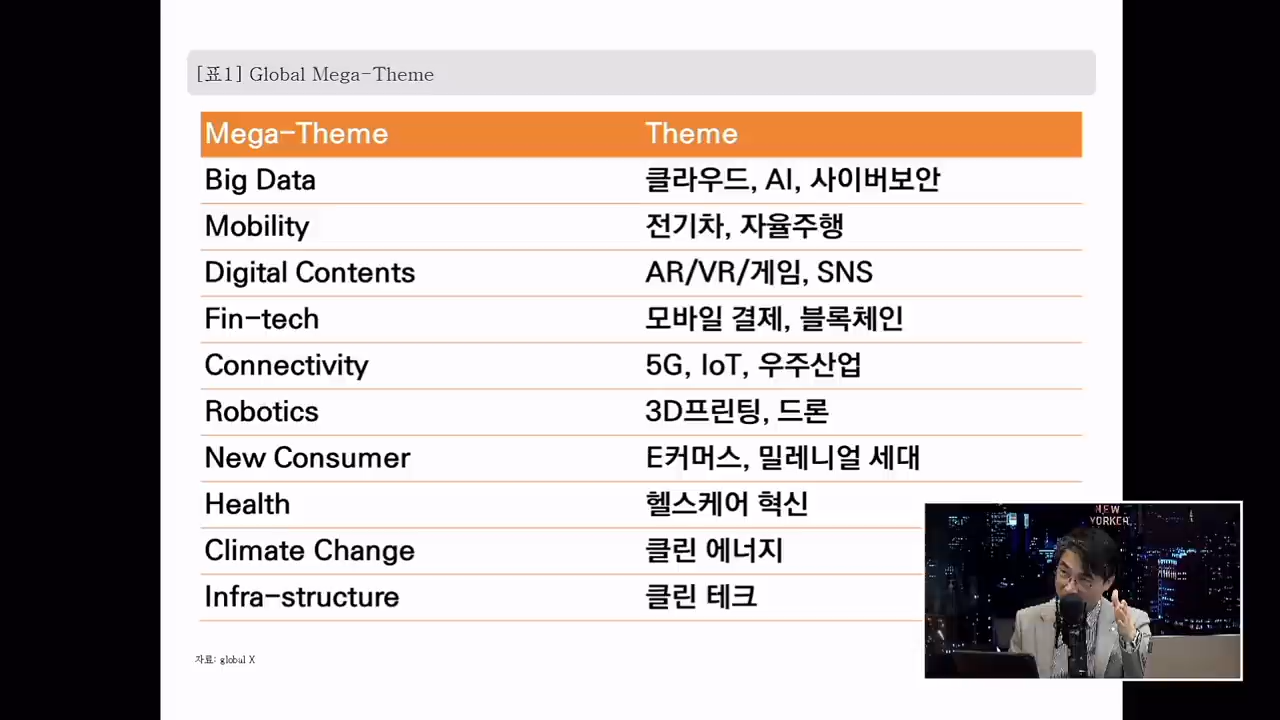 [표1] Global Mega-Theme
Mega-Theme Theme
Big Data 클라우드, AI, 사이버보안
Mobility 전기차, 자율주행
Digital Contents AR/VR/게임, SNS
Fin-tech 모바일 결제, 블록체인
Connectivity 5G, IoT, 우주산업
Robotics 3D프린팅, 드론
New Consumer E커머스, 밀레니얼 세대
Health 헬스케어 혁신
Climate Change 클린 에너지
Infra-structure 클린 테크
자료: globul X
NEW
YORKER